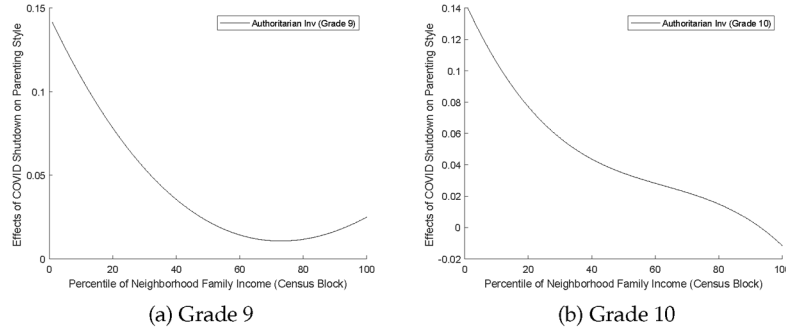 0.15
0.1
0.05
0
Effects of COVID Shutdown on Parenting Style
Authoritarian Inv (Grade 9)
0 20 40 60 80 100
Percentile of Neighborhood Family Income (Census Block)
(a) Grade 9
0.14
0.12
0.1
0.08
0.06
0.04
0.02
0
-0.02
Effects of COVID Shutdown on Parenting Style
Authoritarian Inv (Grade 10)
0 20 40 60 80 100
Percentile of Neighborhood Family Income (Census Block)
(b) Grade 10